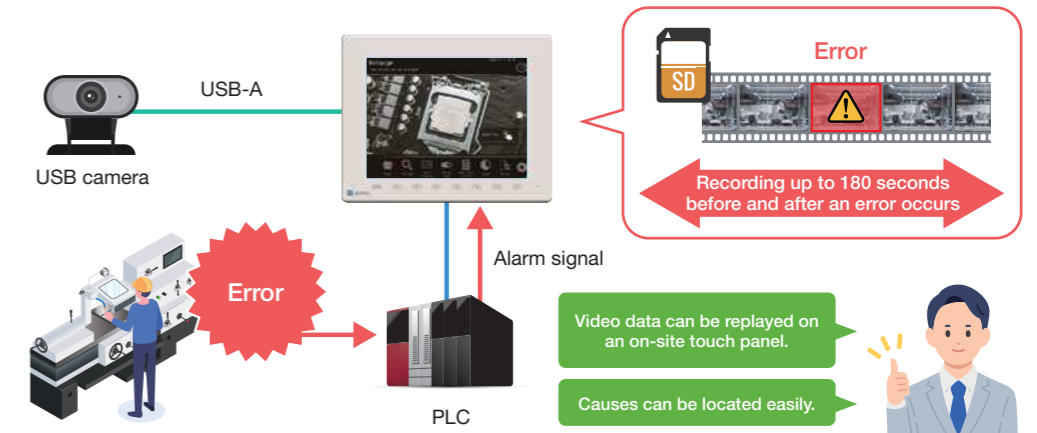 USB-A
USB camera
SD
Error
Recording up to 180 seconds
before and after an error occurs
Error
Alarm signal
PLC
Video data can be replayed on
an on-site touch panel.
Causes can be located easily.